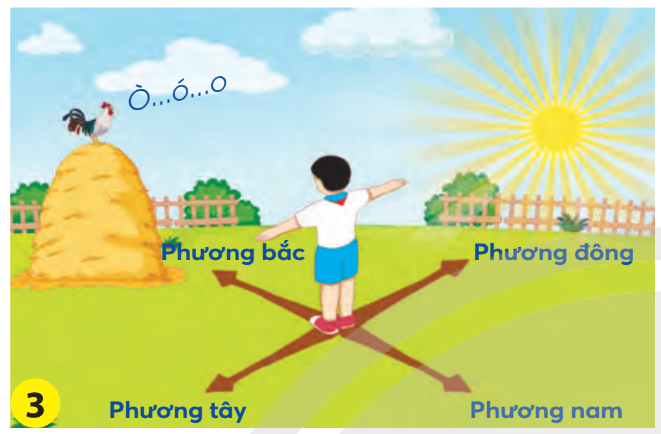 Ò...ó...o
Phương bắc
Phương đông
Phương tây
Phương nam
3